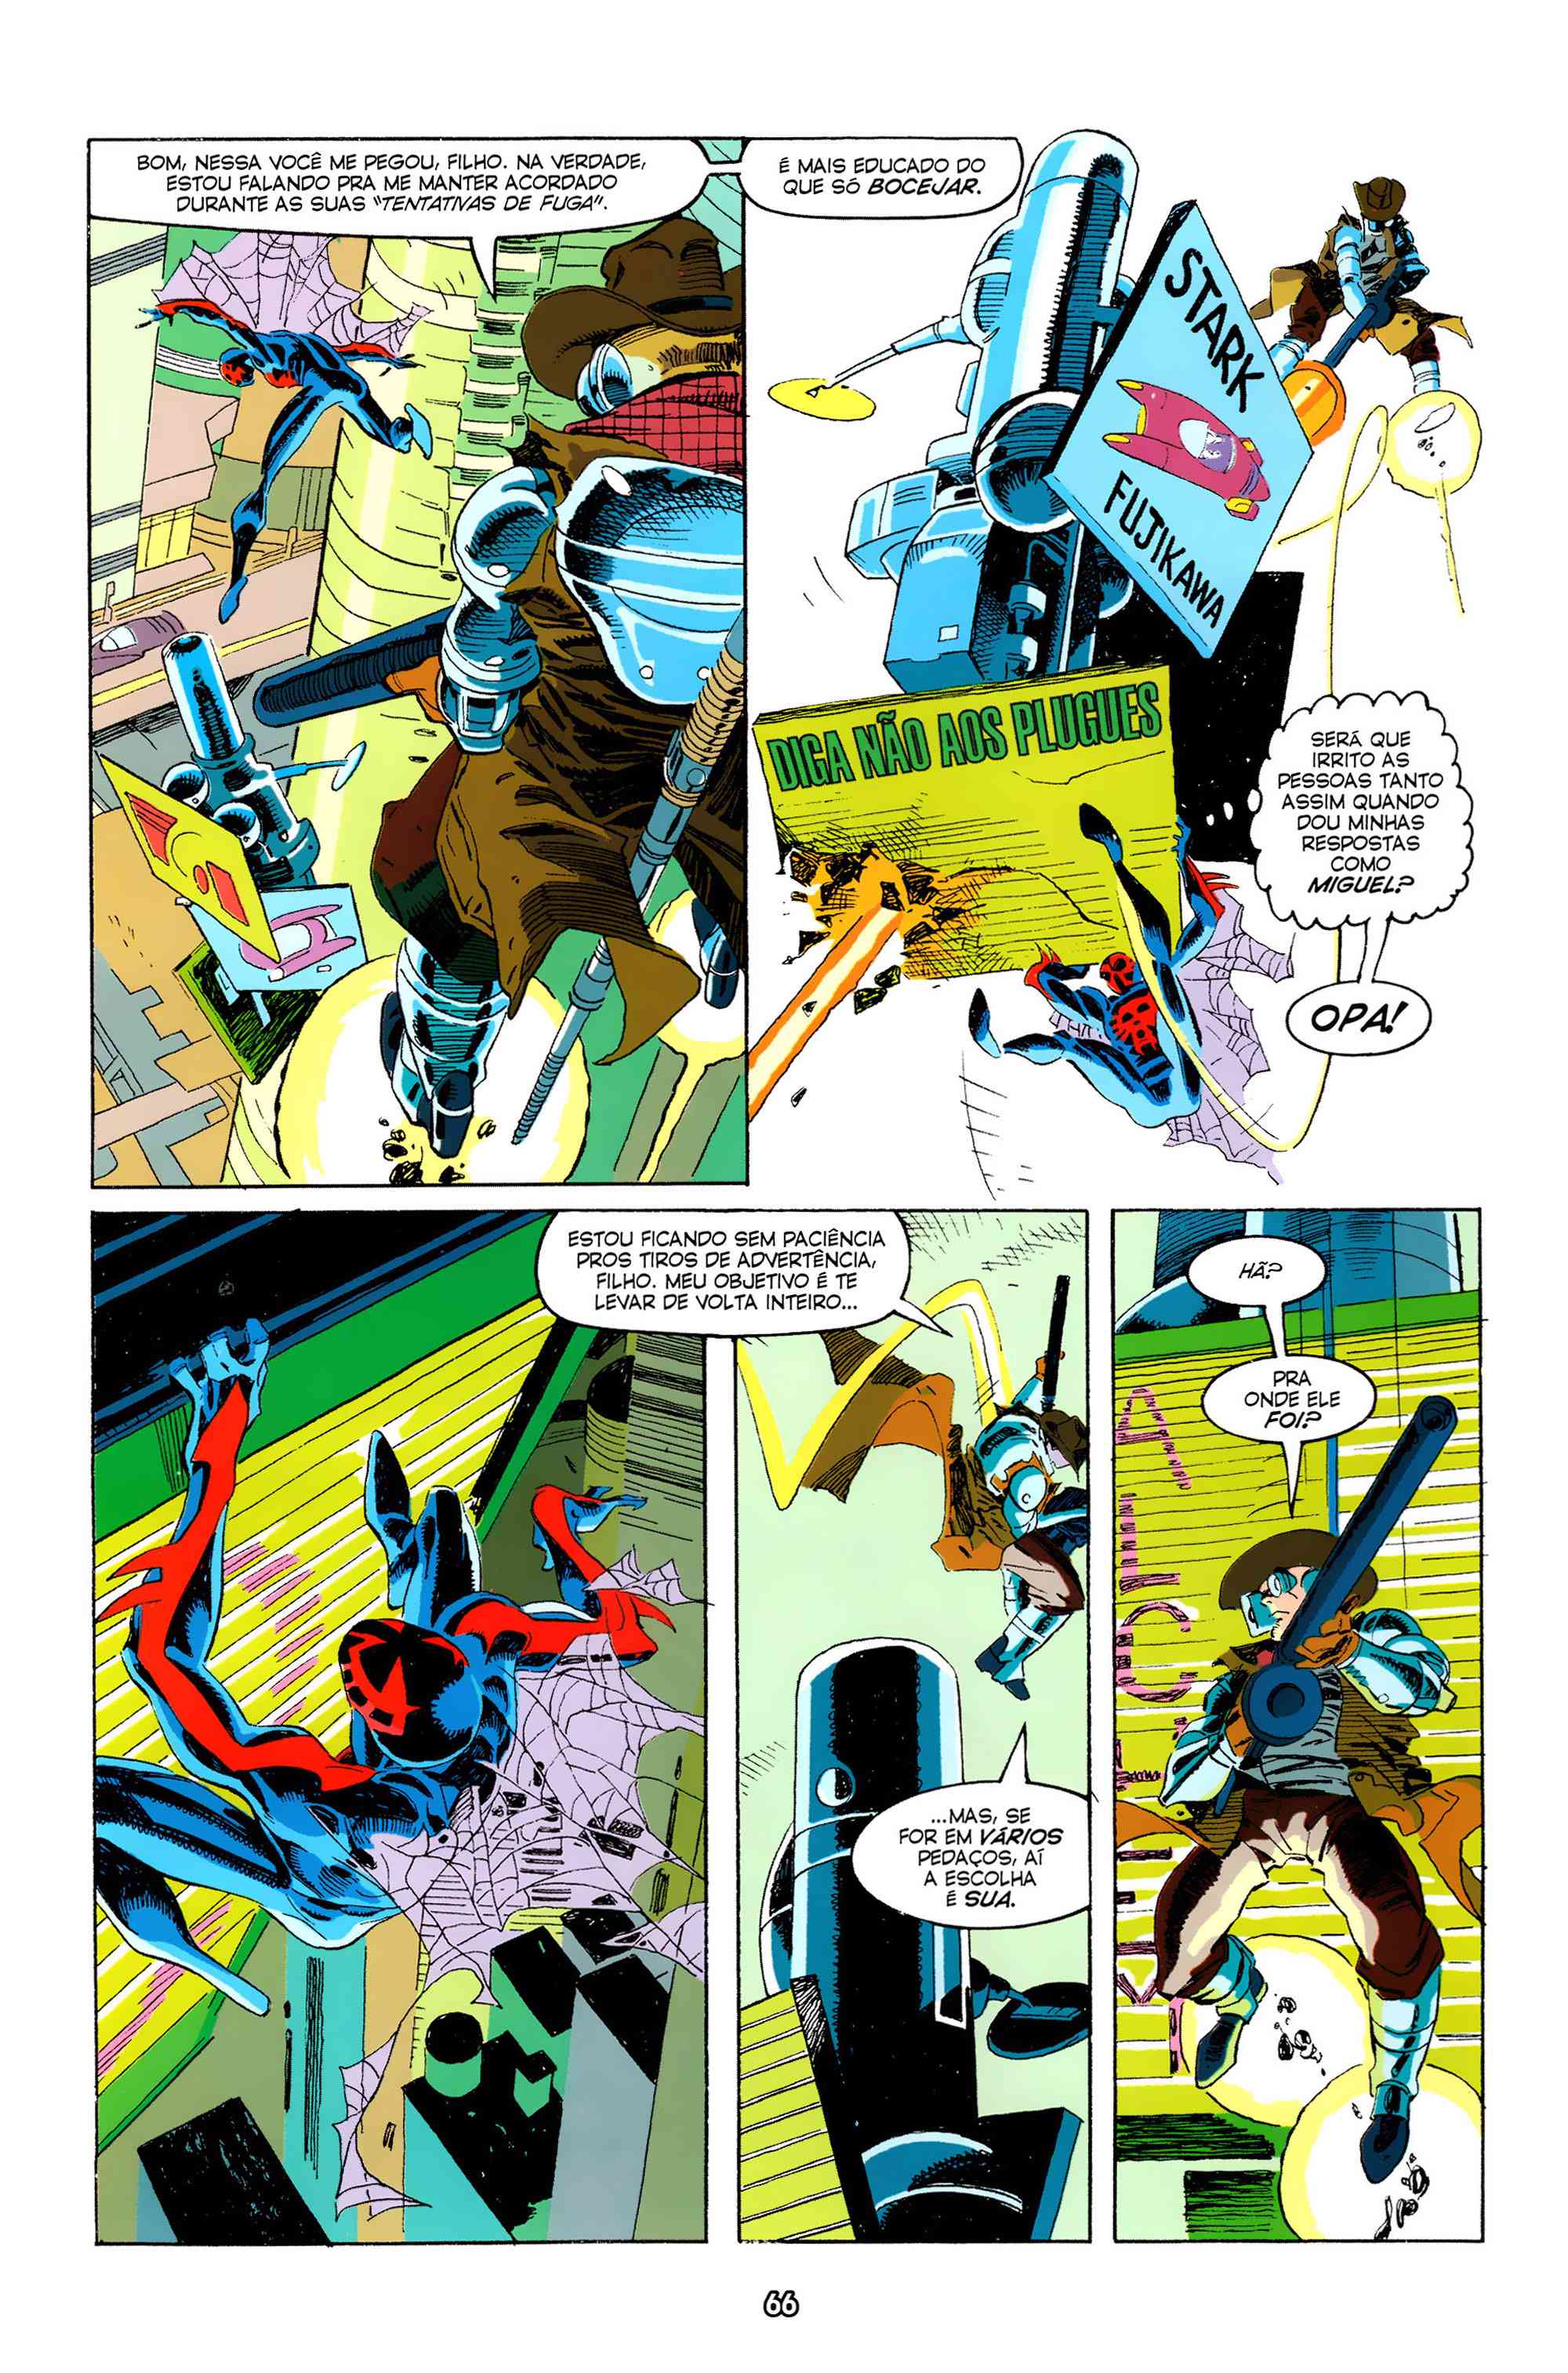 BOM, NESSA VOCÊ ME PEGOU, FILHO. NA VERDADE,
ESTOU FALANDO PRA ME MANTER ACORDADO
DURANTE AS SUAS "TENTATIVAS DE FUGA".
É MAIS EDUCADO DO
QUE SÓ BOCEJAR.
STARK
FUJIKAWA
DIGA NÃO AOS PLUGUES
SERÁ QUE
IRRITO AS
PESSOAS TANTO
ASSIM QUANDO
DOU MINHAS
RESPOSTAS
COMO
MIGUEL?
OPA!
ESTOU FICANDO SEM PACIÊNCIA
PROS TIROS DE ADVERTÊNCIA,
FILHO. MEU OBJETIVO É TE
LEVAR DE VOLTA INTEIRO...
...MAS, SE
FOR EM VÁRIOS
PEDAÇOS, AÍ
A ESCOLHA
É SUA.
HÃ?
PRA
ONDE ELE
FOI?
66